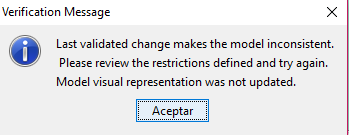 Verification Message
Last validated change makes the model inconsistent.
Please review the restrictions defined and try again.
Model visual representation was not updated.
Aceptar